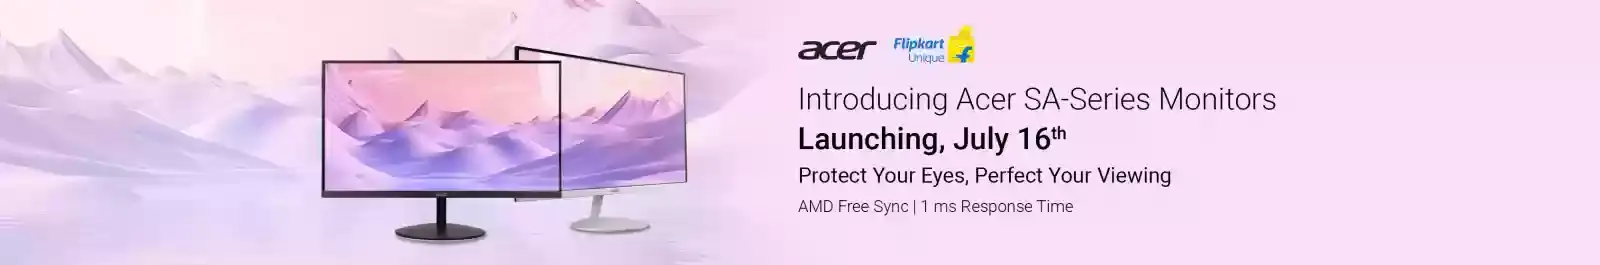 acer Flipkart
Unique
Introducing Acer SA-Series Monitors
Launching, July 16th
Protect Your Eyes, Perfect Your Viewing
AMD Free Sync | 1 ms Response Time